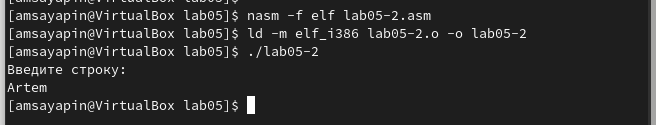 [amsayapin@VirtualBox lab05]$ nasm -f elf lab05-2.asm
[amsayapin@VirtualBox lab05]$ ld -m elf_i386 lab05-2.o -o lab05-2
[amsayapin@VirtualBox lab05]$ ./lab05-2
Введите строку:
Artem
[amsayapin@VirtualBox lab05]$